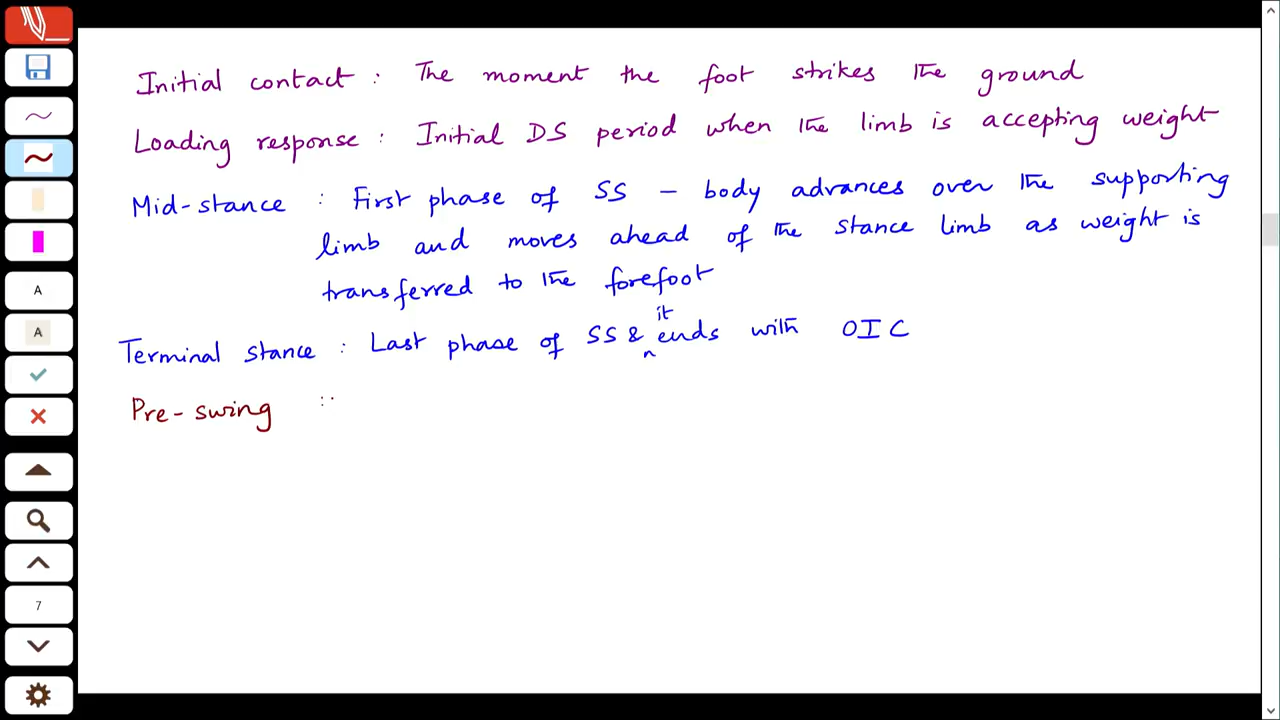 Initial contact : The moment the foot strikes the ground
Loading response : Initial DS period when the limb is accepting weight
Mid-stance : First phase of SS - body advances over the supporting
limb and moves ahead of the stance limb as weight is
transferred to the forefoot
Terminal stance : Last phase of SS & it ends with OIC
Pre-swing :
A
A
7